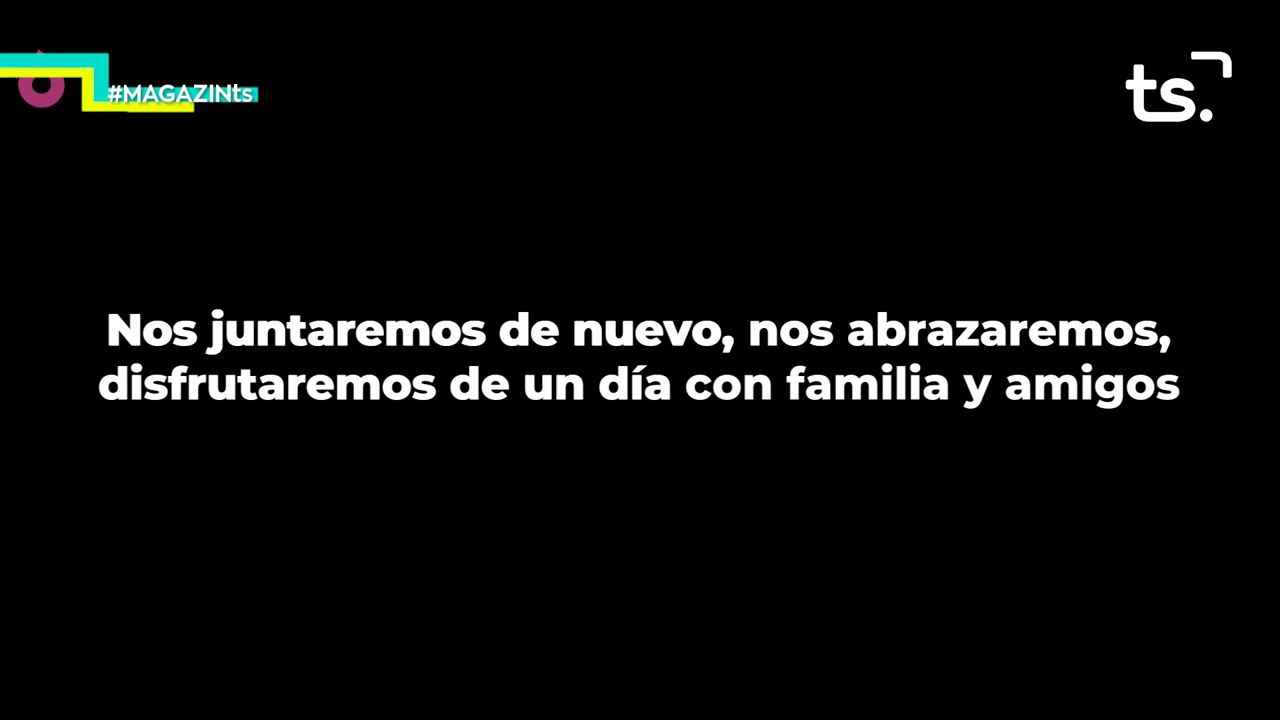 #MAGAZINts
ts.
Nos juntaremos de nuevo, nos abrazaremos,
disfrutaremos de un día con familia y amigos